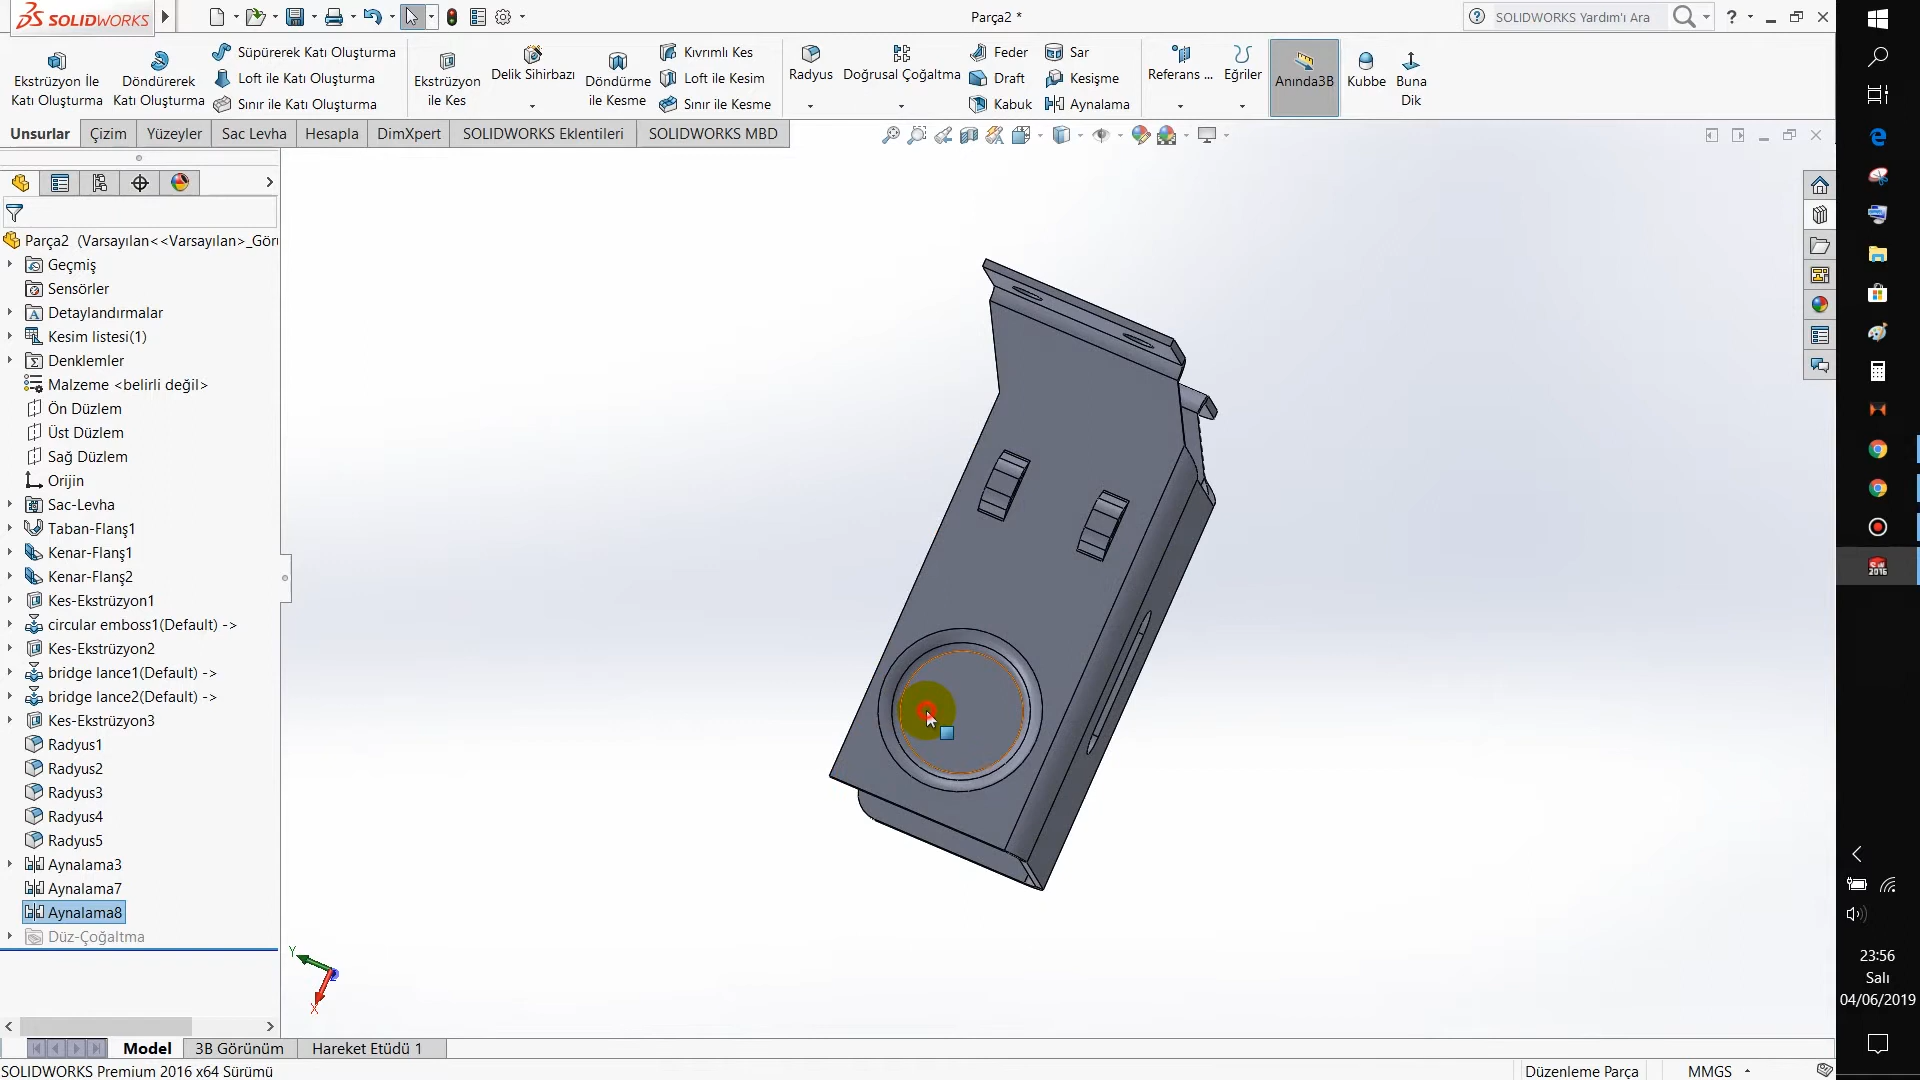 SOLIDWORKS
Parça2 *
SOLIDWORKS Yardım'ı Ara
?
Ekstrüzyon İle Katı Oluşturma
Döndürerek Katı Oluşturma
Süpürerek Katı Oluşturma
Loft ile Katı Oluşturma
Sınır ile Katı Oluşturma
Ekstrüzyon ile Kes
Delik Sihirbazı
Döndürme ile Kesme
Kıvrımlı Kes
Loft ile Kesim
Sınır ile Kesme
Radyus
Doğrusal Çoğaltma
Feder
Draft
Kabuk
Sar
Kesişme
Aynalama
Referans ...
Eğriler
Anında3B
Kubbe
Buna Dik
Unsurlar
Çizim
Yüzeyler
Sac Levha
Hesapla
DimXpert
SOLIDWORKS Eklentileri
SOLIDWORKS MBD
Parça2 (Varsayılan<<Varsayılan>_Görü
Geçmiş
Sensörler
Detaylandırmalar
Kesim listesi(1)
Denklemler
Malzeme <belirli değil>
Ön Düzlem
Üst Düzlem
Sağ Düzlem
Orijin
Sac-Levha
Taban-Flanş1
Kenar-Flanş1
Kenar-Flanş2
Kes-Ekstrüzyon1
circular emboss1(Default) ->
Kes-Ekstrüzyon2
bridge lance1(Default) ->
bridge lance2(Default) ->
Kes-Ekstrüzyon3
Radyus1
Radyus2
Radyus3
Radyus4
Radyus5
Aynalama3
Aynalama7
Aynalama8
Düz-Çoğaltma
Y
X
2016
23:56
Salı
04/06/2019
Model
3B Görünüm
Hareket Etüdü 1
SOLIDWORKS Premium 2016 x64 Sürümü
Düzenleme Parça
MMGS